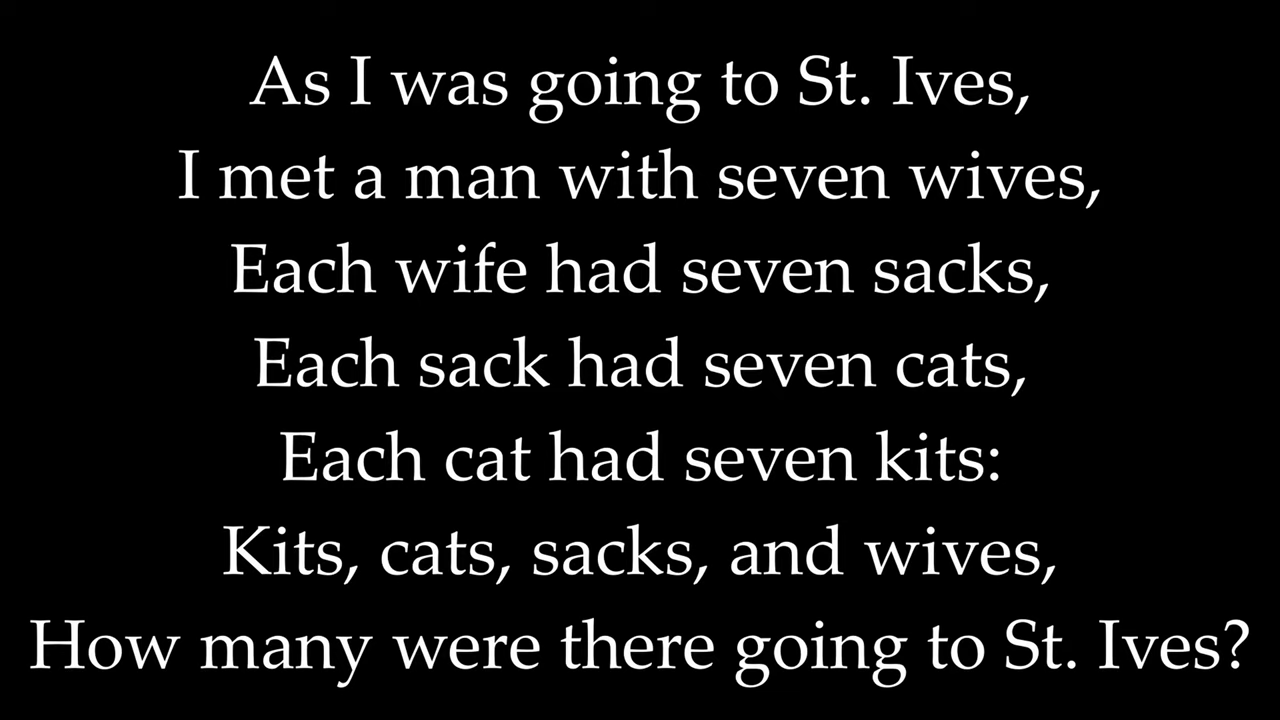 As I was going to St. Ives,
I met a man with seven wives,
Each wife had seven sacks,
Each sack had seven cats,
Each cat had seven kits:
Kits, cats, sacks, and wives,
How many were there going to St. Ives?